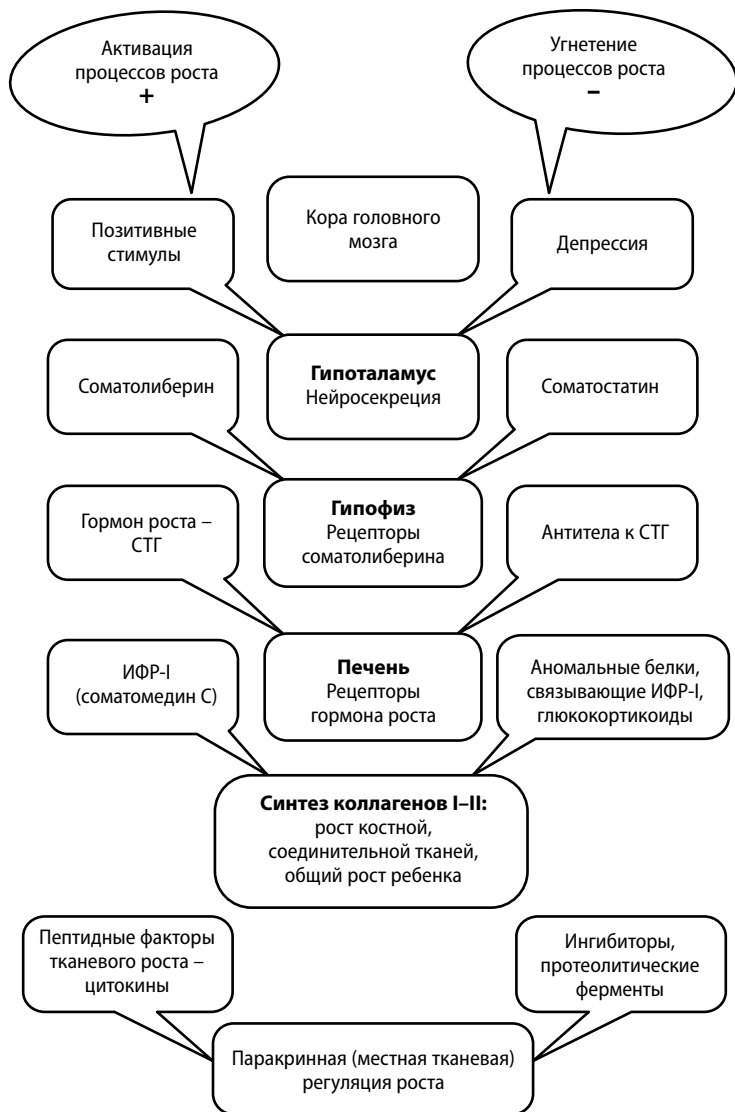 Активация
процессов роста
+
Угнетение
процессов роста
–
Позитивные
стимулы
Кора головного
мозга
Депрессия
Соматолиберин
Гипоталамус
Нейросекреция
Соматостатин
Гормон роста –
СТГ
Гипофиз
Рецепторы
соматолиберина
Антитела к СТГ
ИФР-I
(соматомедин С)
Печень
Рецепторы
гормона роста
Аномальные белки,
связывающие ИФР-I,
глюкокортикоиды
Синтез коллагенов I–II:
рост костной,
соединительной тканей,
общий рост ребенка
Пептидные факторы
тканевого роста –
цитокины
Ингибиторы,
протеолитические
ферменты
Паракринная (местная тканевая)
регуляция роста